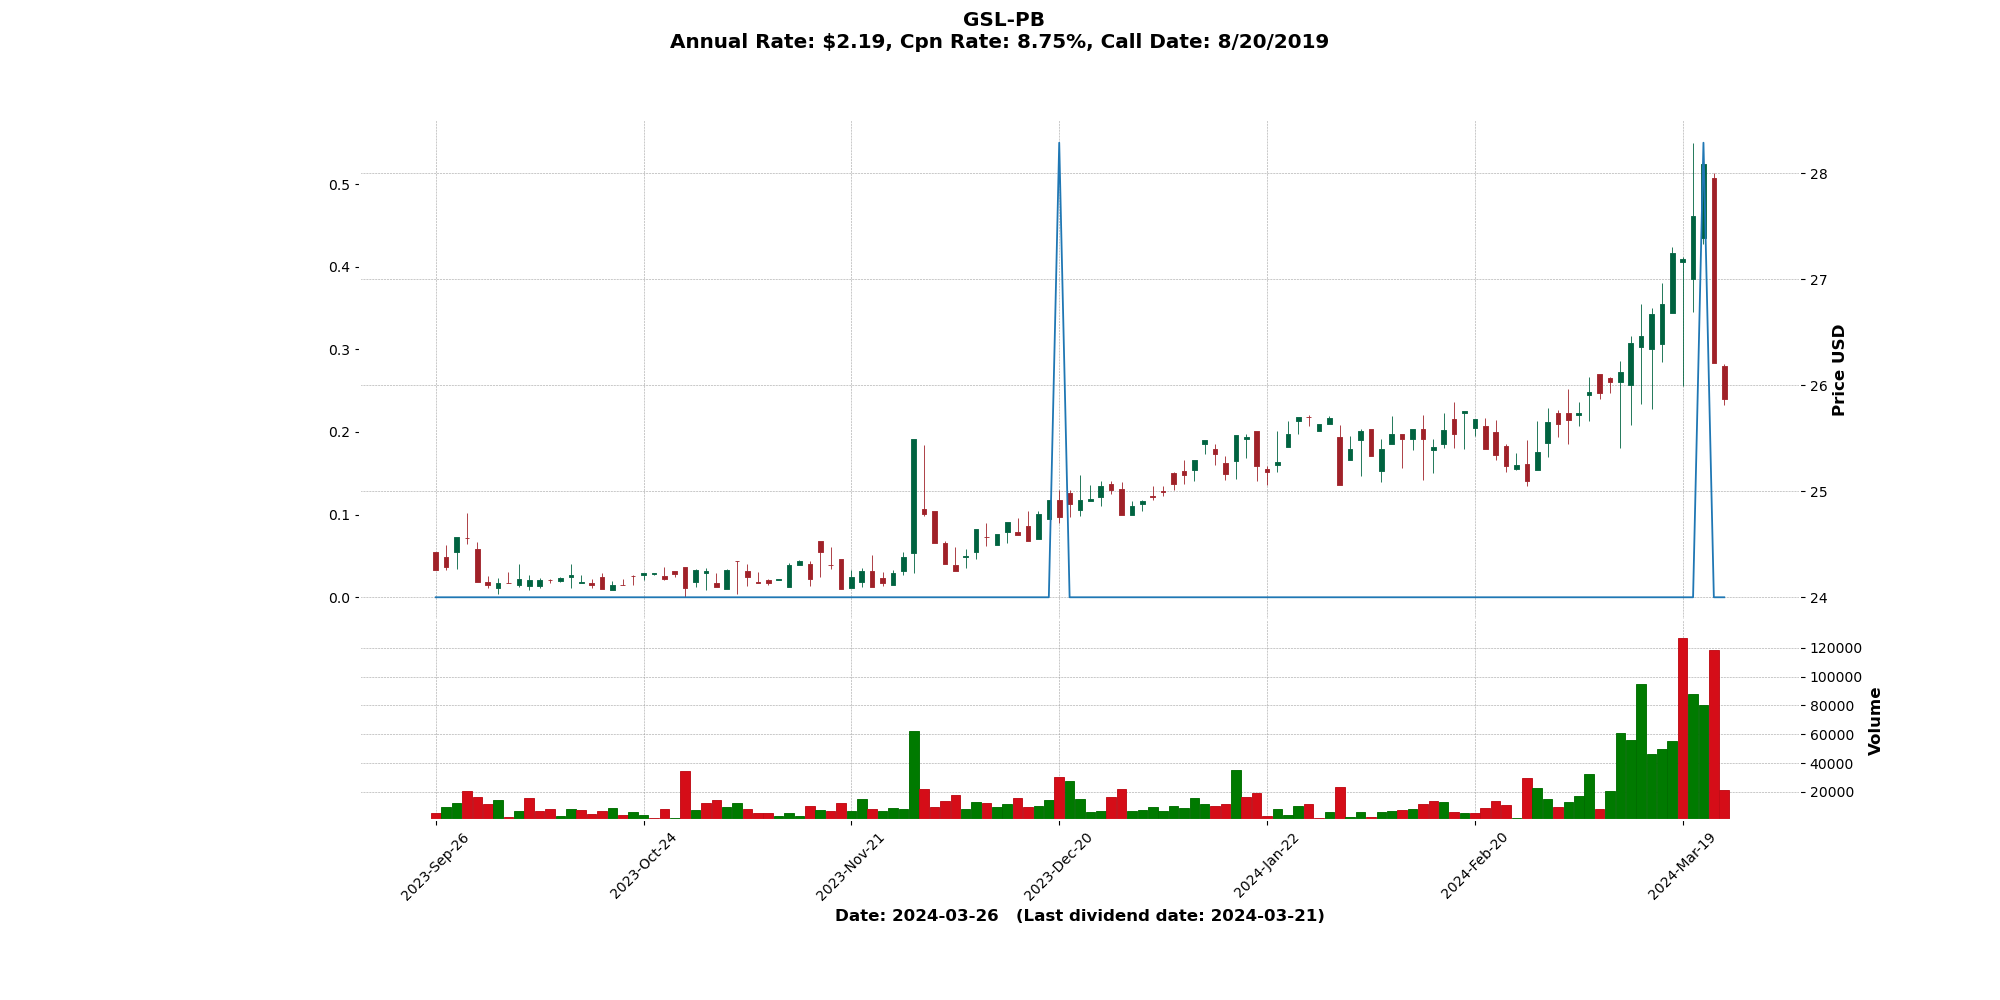 GSL-PB
Annual Rate: $2.19, Cpn Rate: 8.75%, Call Date: 8/20/2019
0.5
0.4
0.3
0.2
0.1
0.0
28
27
26
25
24
Price USD
120000
100000
80000
60000
40000
20000
Volume
2023-Sep-26
2023-Oct-24
2023-Nov-21
2023-Dec-20
2024-Jan-22
2024-Feb-20
2024-Mar-19
Date: 2024-03-26   (Last dividend date: 2024-03-21)